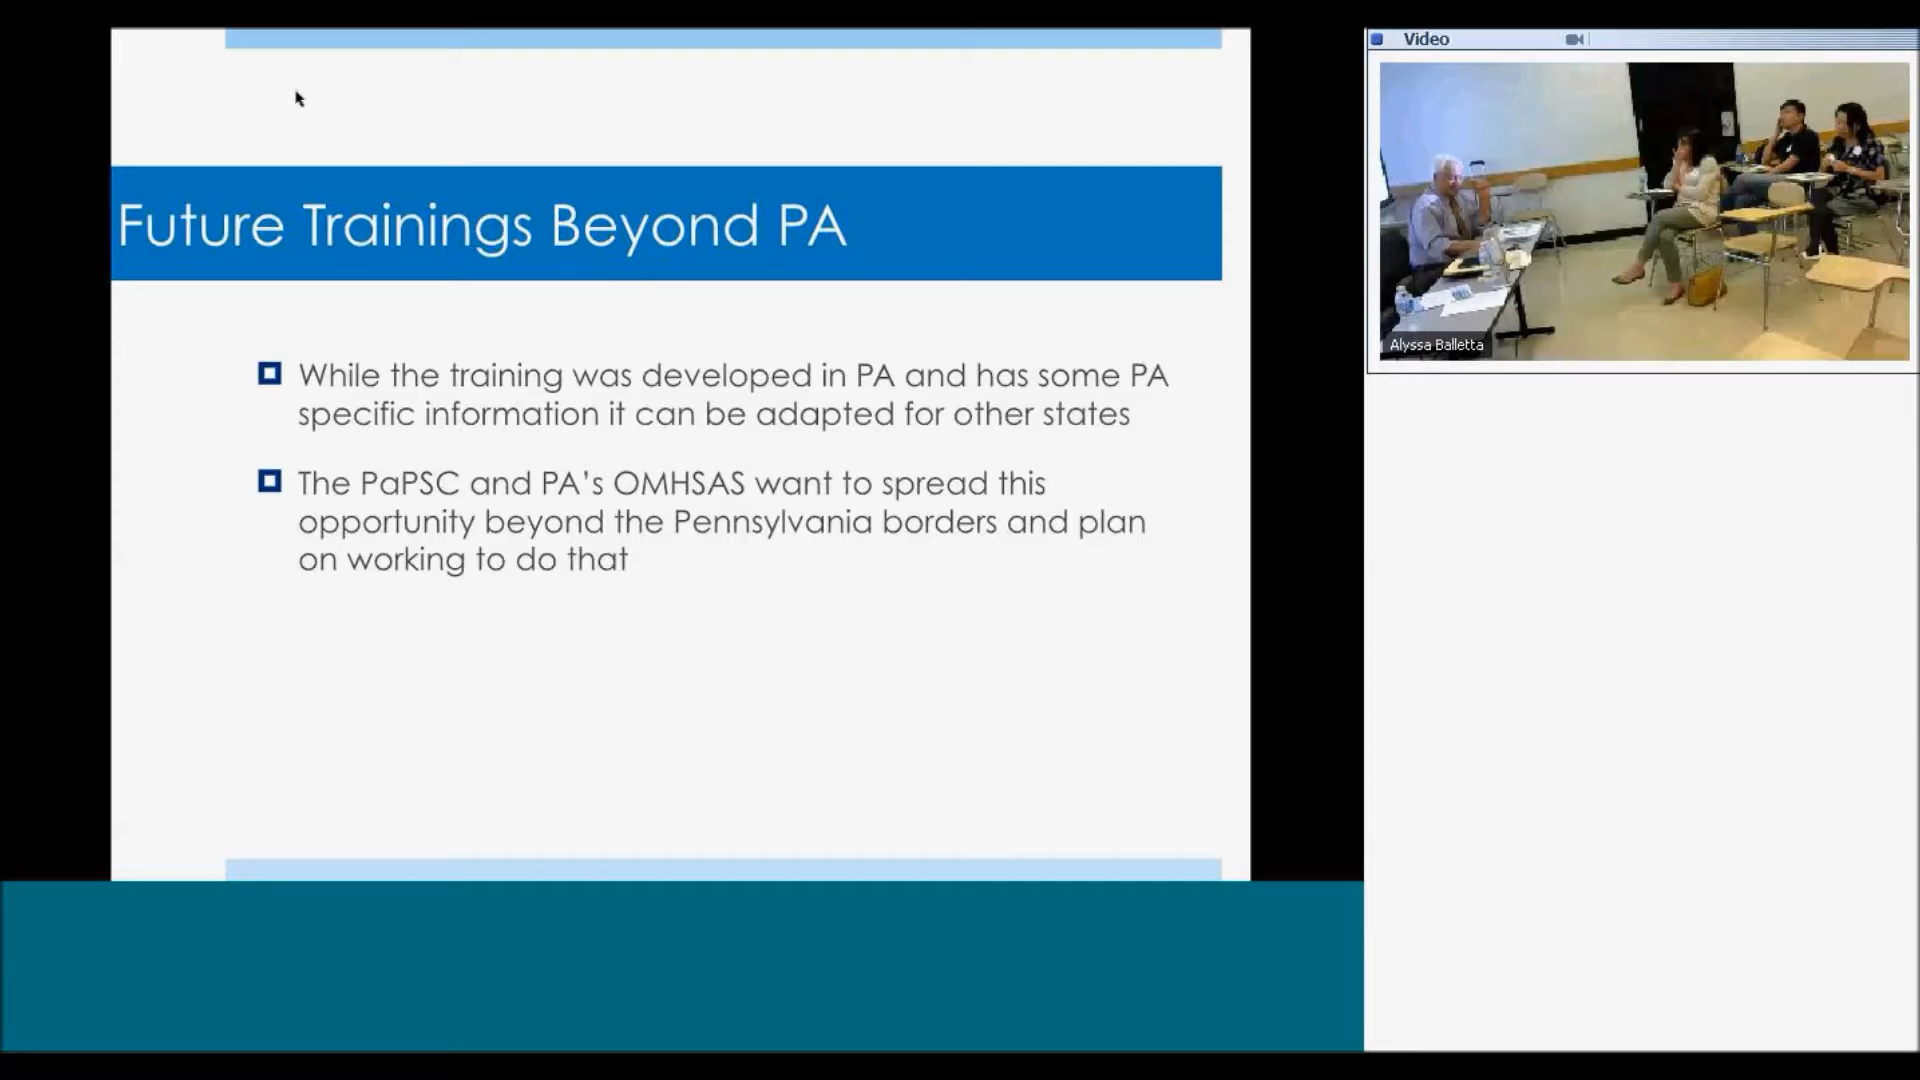 Future Trainings Beyond PA
While the training was developed in PA and has some PA
specific information it can be adapted for other states
The PaPSC and PA's OMHSAS want to spread this
opportunity beyond the Pennsylvania borders and plan
on working to do that
Video
Alyssa Balletta